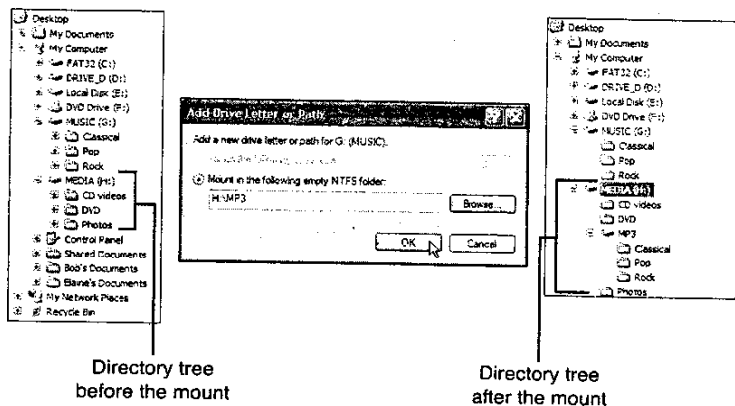 Desktop
My Documents
My Computer
FAT32 (C:)
DRIVE_D (D:)
Local Disk (E:)
DVD Drive (F:)
MUSIC (G:)
Classical
Pop
Rock
MEDIA (H:)
CD videos
DVD
Photos
Control Panel
Shared Documents
Bob's Documents
Elaine's Documents
My Network Places
Recycle Bin
Directory tree
before the mount
Add Drive Letter or Path
Add a new drive letter or path for G: (MUSIC).
Mount in the following empty NTFS folder:
H:\MP3
Browse...
OK
Cancel
Desktop
My Documents
My Computer
FAT32 (C:)
DRIVE_D (D:)
Local Disk (E:)
DVD Drive (F:)
MUSIC (G:)
Classical
Pop
Rock
MEDIA (H:)
CD videos
DVD
MP3
Classical
Pop
Rock
Photos
Directory tree
after the mount